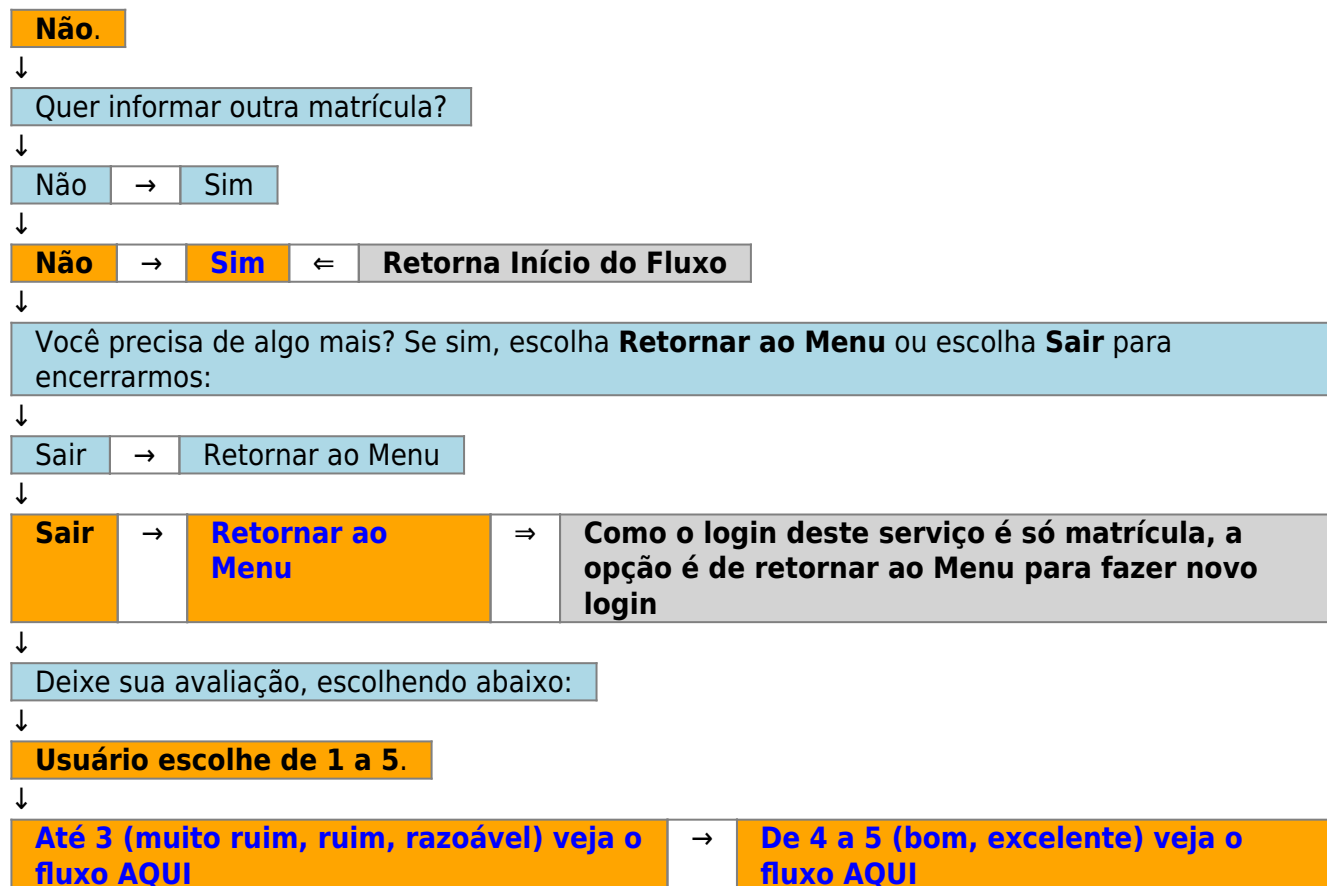 Não.
↓
Quer informar outra matrícula?
↓
Não → Sim
↓
Não → Sim ⇐ Retorna Início do Fluxo
↓
Você precisa de algo mais? Se sim, escolha Retornar ao Menu ou escolha Sair para
encerrarmos:
↓
Sair → Retornar ao Menu
↓
Sair → Retornar ao
Menu ⇒ Como o login deste serviço é só matrícula, a
opção é de retornar ao Menu para fazer novo
login
↓
Deixe sua avaliação, escolhendo abaixo:
↓
Usuário escolhe de 1 a 5.
↓
Até 3 (muito ruim, ruim, razoável) veja o
fluxo AQUI → De 4 a 5 (bom, excelente) veja o
fluxo AQUI